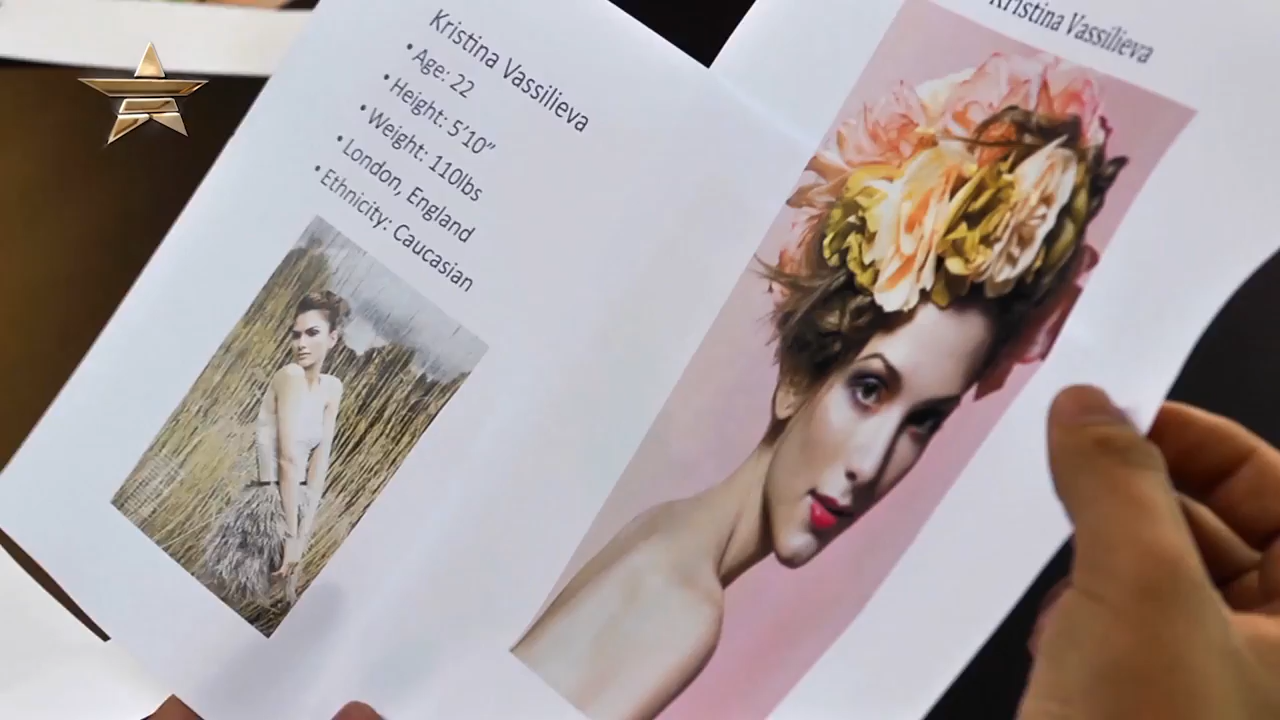 Kristina Vassilieva
• Age: 22
• Height: 5'10"
• Weight: 110lbs
• London, England
• Ethnicity: Caucasian
Kristina Vassilieva